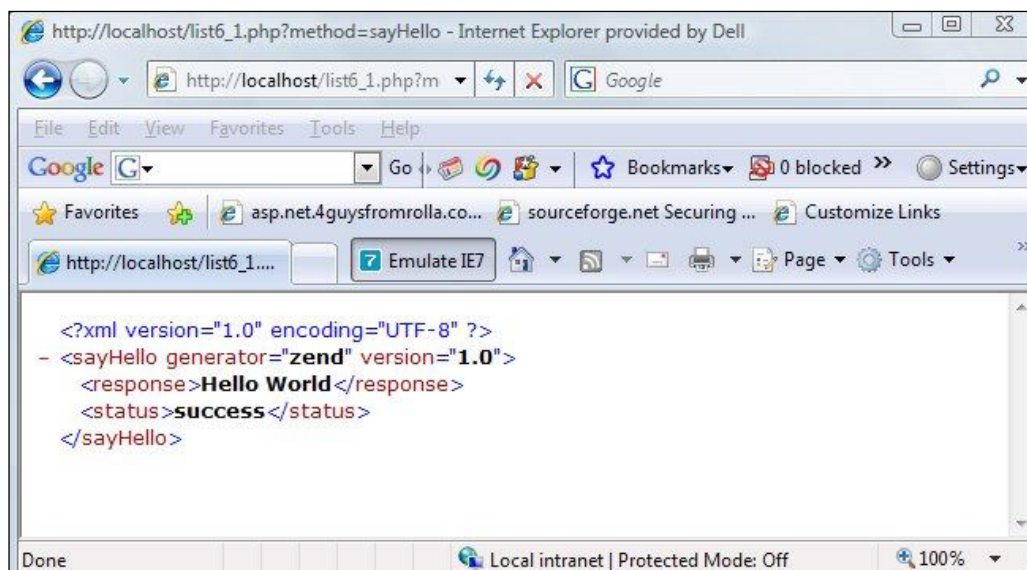 http://localhost/list6_1.php?method=sayHello - Internet Explorer provided by Dell
http://localhost/list6_1.php?m
Google
File Edit View Favorites Tools Help
Google G Go Bookmarks 0 blocked » Settings
Favorites asp.net.4guysfromrolla.co... sourceforge.net Securing ... Customize Links
http://localhost/list6_1.... 7 Emulate IE7 Page Tools »
<?xml version="1.0" encoding="UTF-8" ?>
- <sayHello generator="zend" version="1.0">
<response>Hello World</response>
<status>success</status>
</sayHello>
Done Local intranet | Protected Mode: Off 100%